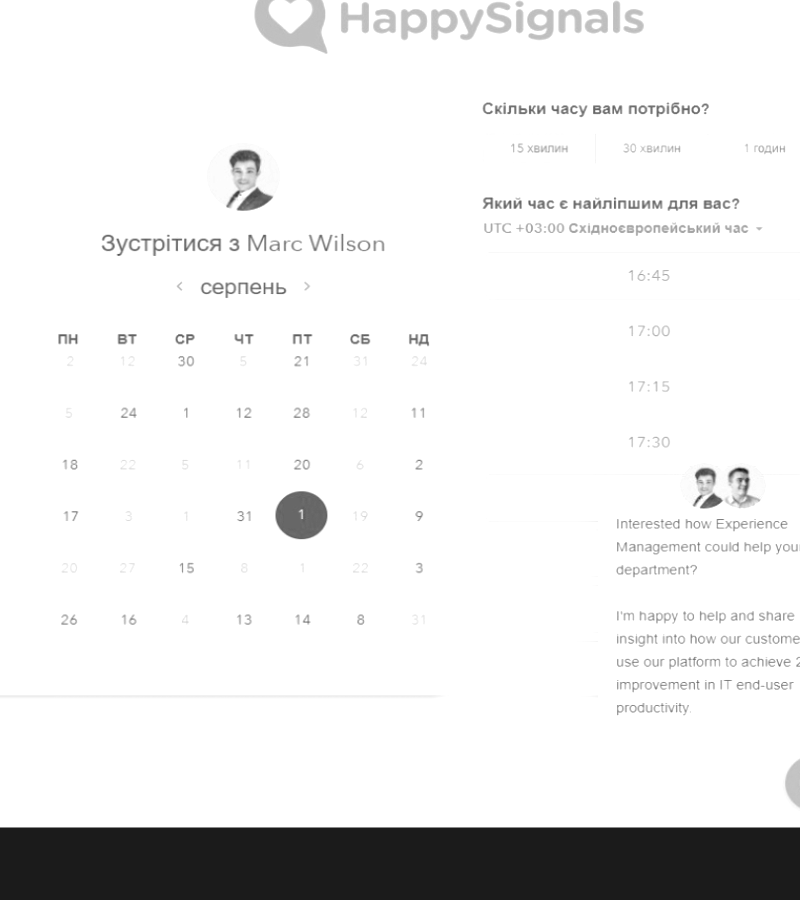 HappySignals
Зустрітися з Marc Wilson
серпень
ПН ВТ СР ЧТ ПТ СБ НД
2 12 30 5 21 31 24
5 24 1 12 28 12 11
18 22 5 11 20 6 2
17 3 1 31 1 19 9
20 27 15 8 1 22 3
26 16 4 13 14 8 31
Скільки часу вам потрібно?
15 хвилин 30 хвилин 1 годин
Який час є найліпшим для вас?
UTC +03:00 Східноєвропейський час
16:45
17:00
17:15
17:30
Interested how Experience
Management could help your
department?
I'm happy to help and share
insight into how our custome
use our platform to achieve 2
improvement in IT end-user
productivity.